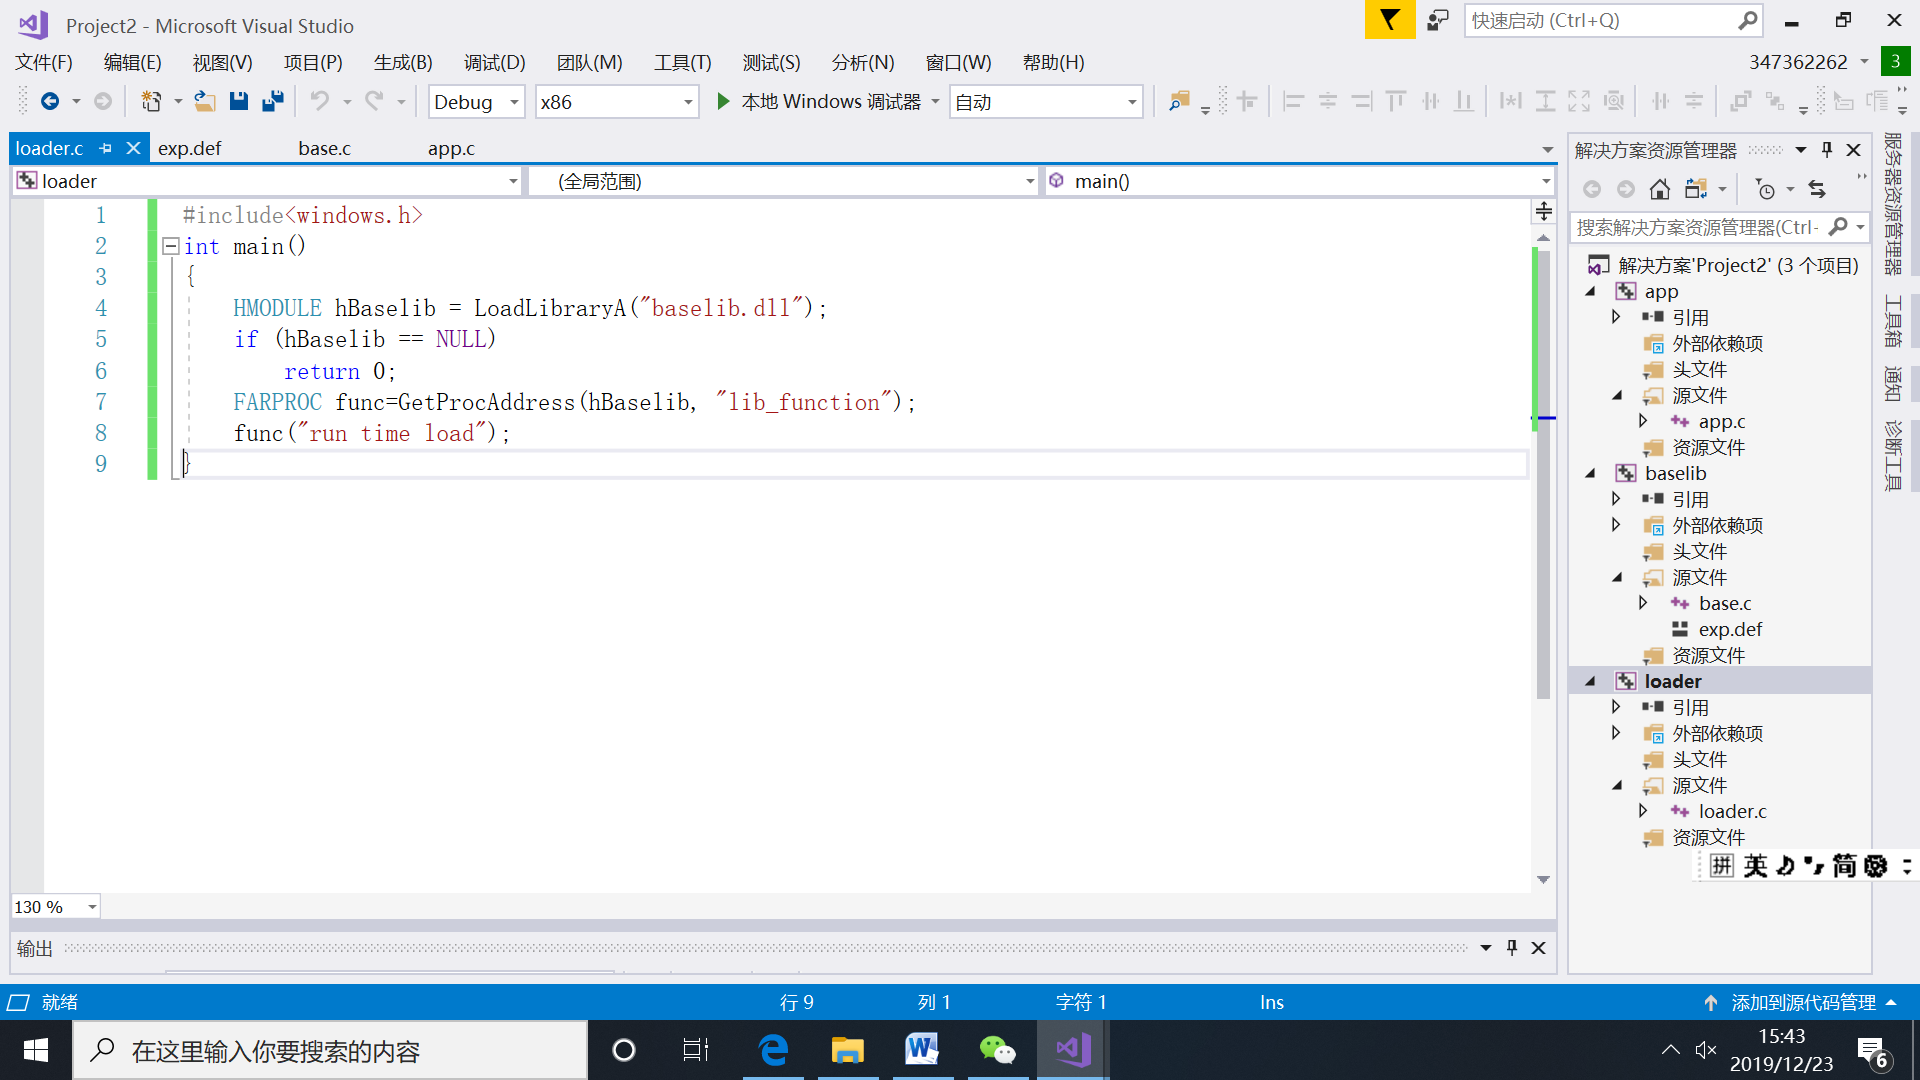 Project2 - Microsoft Visual Studio
快速启动 (Ctrl+Q)
文件(F) 编辑(E) 视图(V) 项目(P) 生成(B) 调试(D) 团队(M) 工具(T) 测试(S) 分析(N) 窗口(W) 帮助(H)
347362262 3
Debug x86 本地 Windows 调试器 自动
loader.c exp.def base.c app.c
loader (全局范围) main()
1 #include<windows.h>
2 int main()
3 {
4 HMODULE hBaselib = LoadLibraryA("baselib.dll");
5 if (hBaselib == NULL)
6 return 0;
7 FARPROC func=GetProcAddress(hBaselib, "lib_function");
8 func("run time load");
9 }
130 %
输出
解决方案资源管理器
搜索解决方案资源管理器(Ctrl-
解决方案'Project2' (3 个项目)
app
引用
外部依赖项
头文件
源文件
app.c
资源文件
baselib
引用
外部依赖项
头文件
源文件
base.c
exp.def
资源文件
loader
引用
外部依赖项
头文件
源文件
loader.c
资源文件
服务器资源管理器
工具箱
通知
诊断工具
拼 英 简
就绪 行 9 列 1 字符 1 Ins 添加到源代码管理
在这里输入你要搜索的内容
15:43
2019/12/23
6